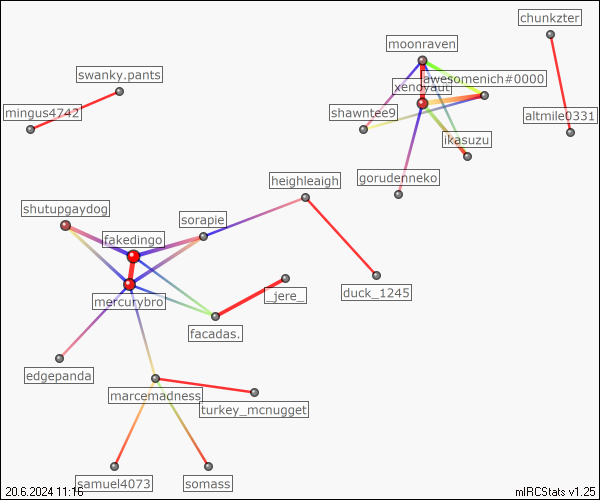 chunkzter
moonraven
swanky.pants
awesomenich#0000
xenoyaut
mingus4742
shawntee9
altmile0331
ikasuzu
gorudenneko
heighleaigh
shutupgaydog
sorapie
fakedingo
duck_1245
_jere_
mercurybro
facadas.
edgepanda
marcemadness
turkey_mcnugget
samuel4073
somass
20.6.2024 11:16
mIRCStats v1.25